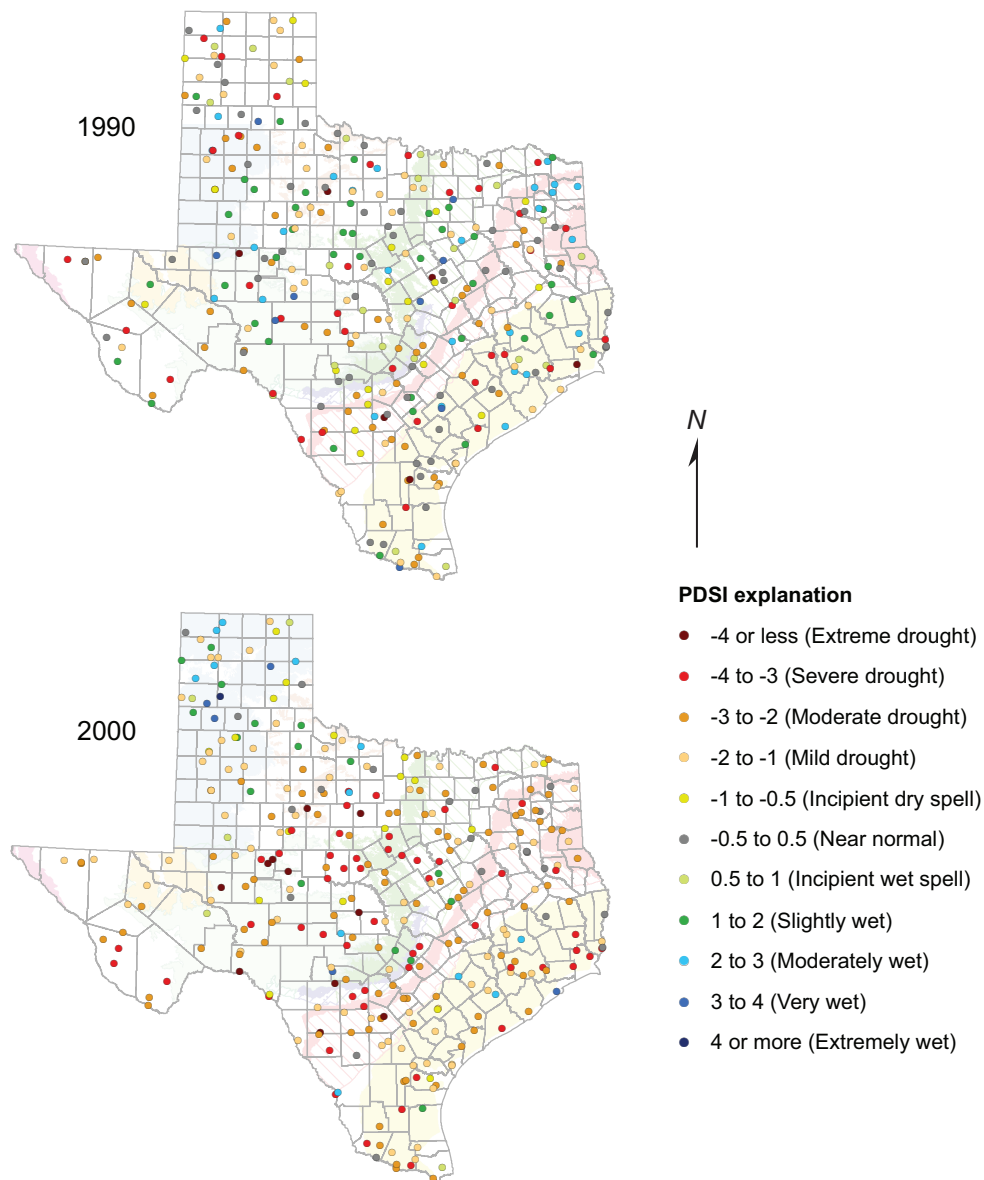 1990
N
2000
PDSI explanation
-4 or less (Extreme drought)
-4 to -3 (Severe drought)
-3 to -2 (Moderate drought)
-2 to -1 (Mild drought)
-1 to -0.5 (Incipient dry spell)
-0.5 to 0.5 (Near normal)
0.5 to 1 (Incipient wet spell)
1 to 2 (Slightly wet)
2 to 3 (Moderately wet)
3 to 4 (Very wet)
4 or more (Extremely wet)